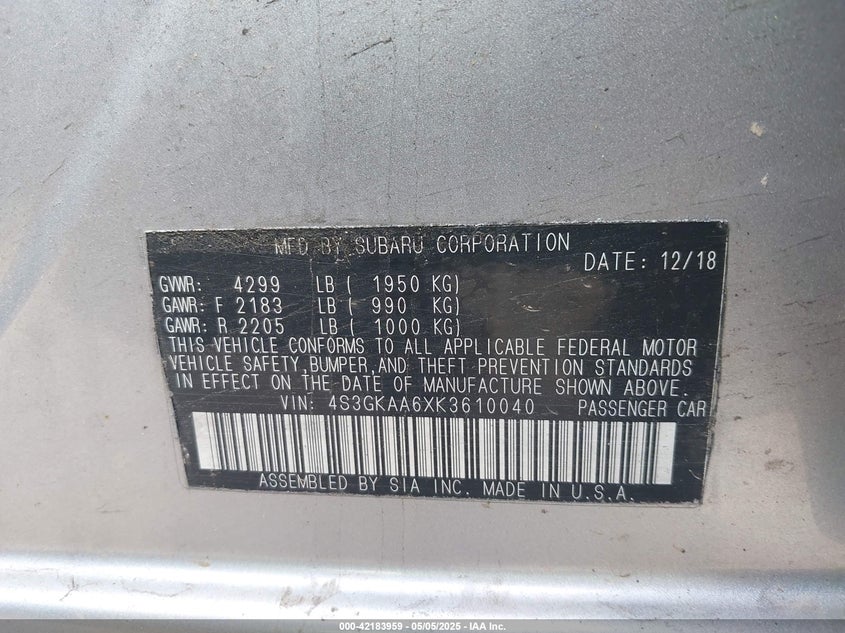 MFD BY SUBARU CORPORATION
DATE: 12/18
GVWR: 4299 LB ( 1950 KG)
GAWR: F 2183 LB ( 990 KG)
GAWR: R 2205 LB ( 1000 KG)
THIS VEHICLE CONFORMS TO ALL APPLICABLE FEDERAL MOTOR
VEHICLE SAFETY, BUMPER, AND THEFT PREVENTION STANDARDS
IN EFFECT ON THE DATE OF MANUFACTURE SHOWN ABOVE.
VIN: 4S3GKAA6XK3610040 PASSENGER CAR
ASSEMBLED BY SIA INC. MADE IN U.S.A.
000-42183959 - 05/05/2025 - IAA Inc.